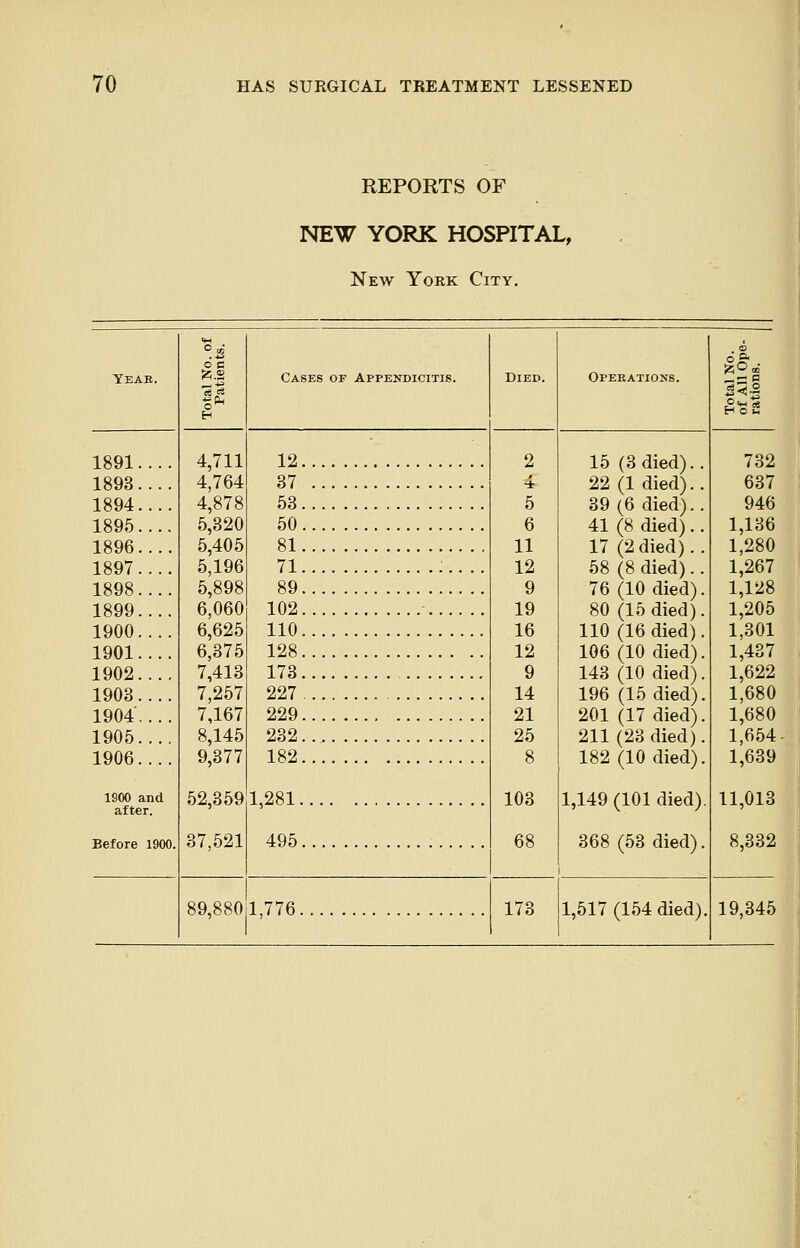 70 HAS SURGICAL TREATMENT LESSENED
REPORTS OF
NEW YORK HOSPITAL,
New York City.
Year. Total No. of Patients. Cases of Appendicitis. Died. Operations. Total No. of All Ope- rations.
1891.... 4,711 12.................. 2 15 (3 died).. 732
1893.... 4,764 37 .................. 4 22 (1 died).. 637
1894.... 4,878 53.................. 5 39 (6 died).. 946
1895.... 5,320 50.................. 6 41 (8 died).. 1,136
1896.... 5,405 81.................. 11 17 (2 died).. 1,280
1897.... 5,196 71.................. 12 58 (8 died).. 1,267
1898.... 5,898 89.................. 9 76 (10 died). 1,128
1899.... 6,060 102.................. 19 80 (15 died). 1,205
1900.... 6,625 110.................. 16 110 (16 died). 1,301
1901.... 6,375 128.................. 12 106 (10 died). 1,437
1902.... 7,413 173.................. 9 143 (10 died). 1,622
1903.... 7,257 227.................. 14 196 (15 died). 1,680
1904.... 7,167 229.................. 21 201 (17 died). 1,680
1905.... 8,145 232.................. 25 211 (23 died). 1,654
1906.... 9,377 182.................. 8 182 (10 died). 1,639
1900 and after. 52,359 1,281.................. 103 1,149 (101 died). 11,013
Before 1900. 37,521 495.................. 68 368 (53 died). 8,332
89,880 1,776.................. 173 1,517 (154 died). 19,345